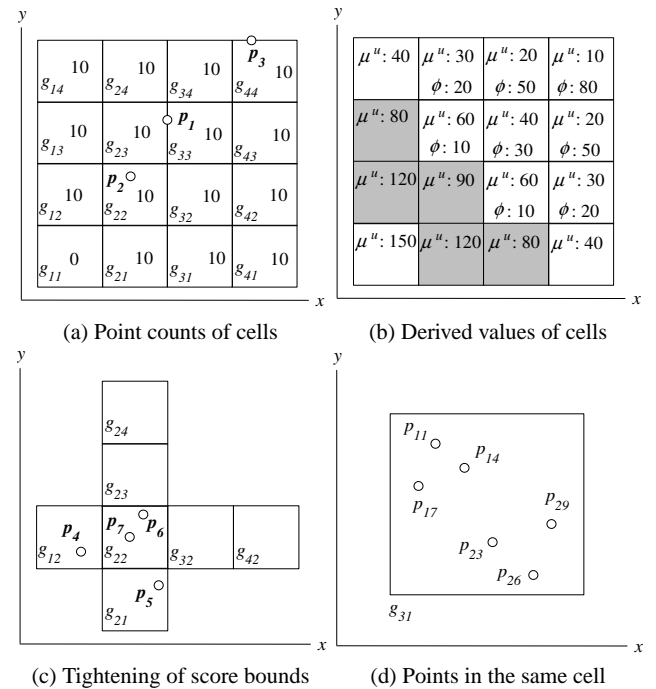 y
10 10 10 p3 10
g14 g24 g34 g44
10 10 p1 10 10
g13 g23 g33 g43
10 p2 10 10 10
g12 g22 g32 g42
0 10 10 10
g11 g21 g31 g41
x
(a) Point counts of cells
y
μᵘ: 40 μᵘ: 30 μᵘ: 20 μᵘ: 10
ϕ: 20 ϕ: 50 ϕ: 80
μᵘ: 80 μᵘ: 60 μᵘ: 40 μᵘ: 20
ϕ: 10 ϕ: 30 ϕ: 50
μᵘ: 120 μᵘ: 90 μᵘ: 60 μᵘ: 30
ϕ: 10 ϕ: 20
μᵘ: 150 μᵘ: 120 μᵘ: 80 μᵘ: 40
x
(b) Derived values of cells
y
g24
g23
p4 p7 p6
g12 g22 g32 g42
p5
g21
x
(c) Tightening of score bounds
y
p11
p14
p17
p29
p23
p26
g31
x
(d) Points in the same cell